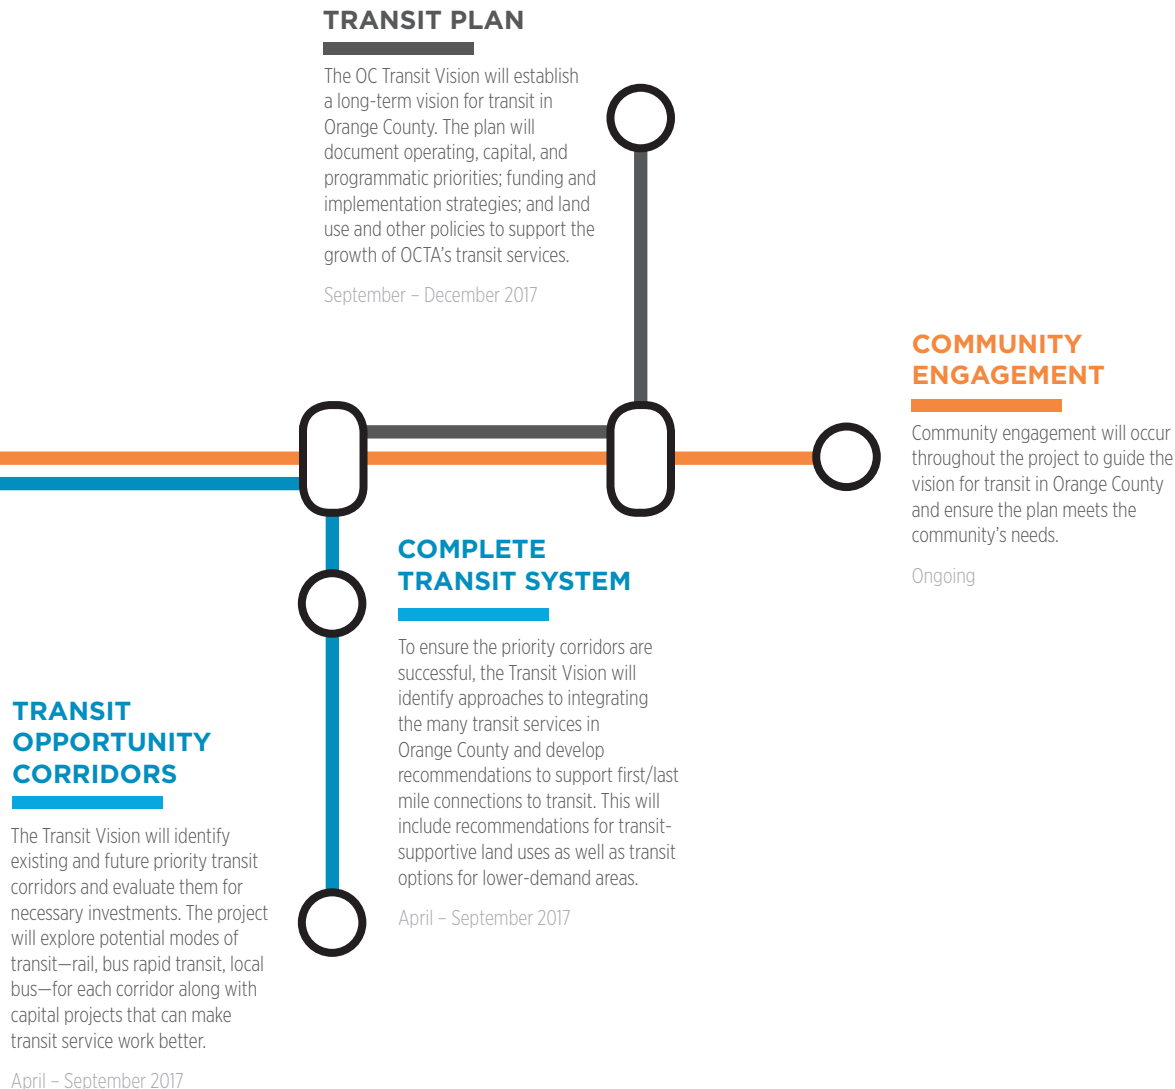 TRANSIT PLAN
The OC Transit Vision will establish
a long-term vision for transit in
Orange County. The plan will
document operating, capital, and
programmatic priorities; funding and
implementation strategies; and land
use and other policies to support the
growth of OCTA’s transit services.
September – December 2017
COMMUNITY
ENGAGEMENT
Community engagement will occur
throughout the project to guide the
vision for transit in Orange County
and ensure the plan meets the
community’s needs.
Ongoing
COMPLETE
TRANSIT SYSTEM
To ensure the priority corridors are
successful, the Transit Vision will
identify approaches to integrating
the many transit services in
Orange County and develop
recommendations to support first/last
mile connections to transit. This will
include recommendations for transit-
supportive land uses as well as transit
options for lower-demand areas.
April – September 2017
TRANSIT
OPPORTUNITY
CORRIDORS
The Transit Vision will identify
existing and future priority transit
corridors and evaluate them for
necessary investments. The project
will explore potential modes of
transit—rail, bus rapid transit, local
bus—for each corridor along with
capital projects that can make
transit service work better.
April – September 2017